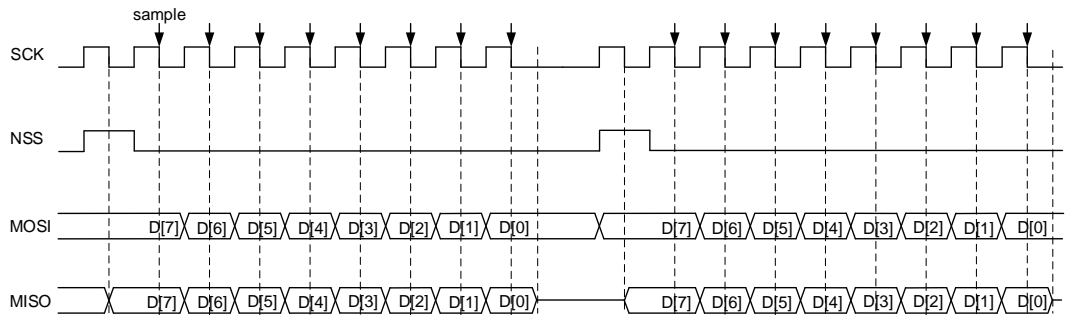 sample
SCK
NSS
MOSI D[7] D[6] D[5] D[4] D[3] D[2] D[1] D[0] D[7] D[6] D[5] D[4] D[3] D[2] D[1] D[0]
MISO D[7] D[6] D[5] D[4] D[3] D[2] D[1] D[0] D[7] D[6] D[5] D[4] D[3] D[2] D[1] D[0]